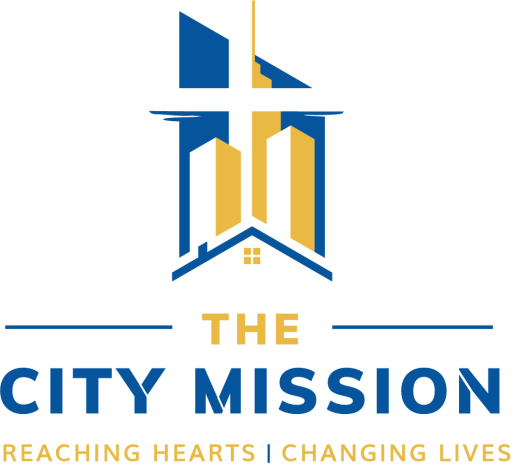 THE
CITY MISSION
REACHING HEARTS | CHANGING LIVES